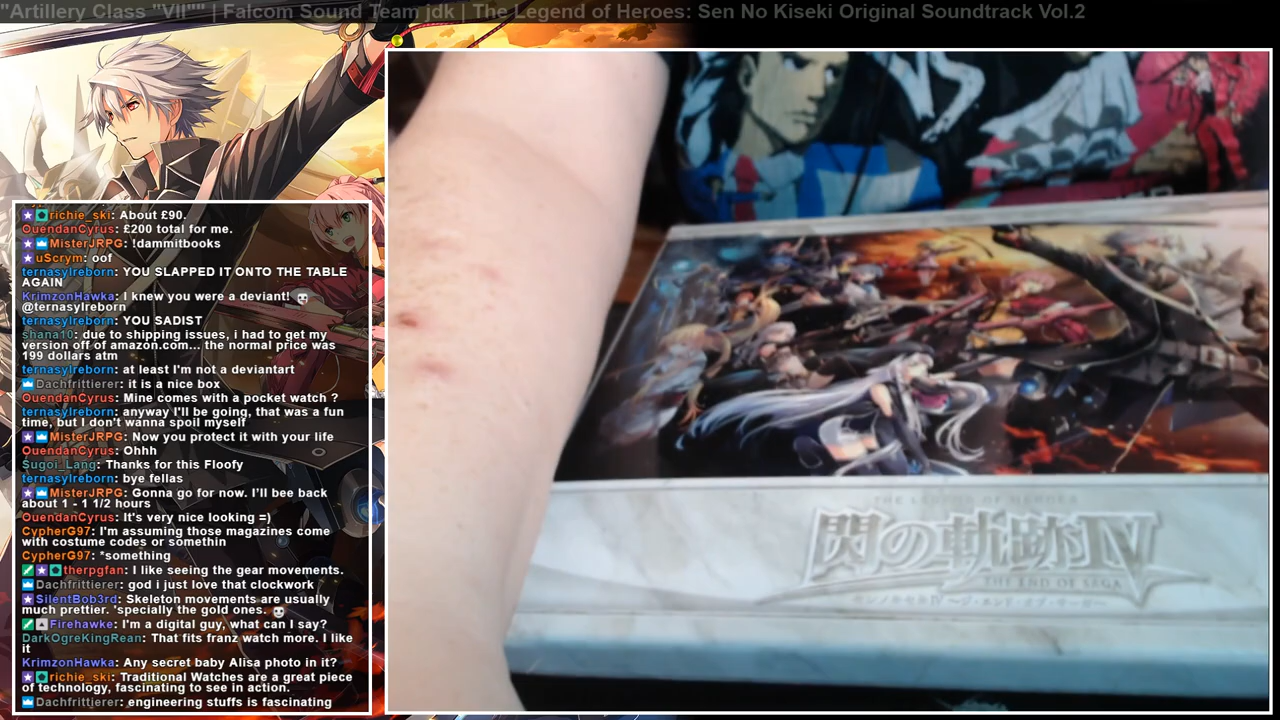 "Artillery Class "VII"" | Falcom Sound Team jdk | The Legend of Heroes: Sen No Kiseki Original Soundtrack Vol.2
richie_ski: About £90.
OuendanCyrus: £200 total for me.
MisterJRPG: !dammitbooks
uScrym: oof
ternasylreborn: YOU SLAPPED IT ONTO THE TABLE
AGAIN
KrimzonHawka: I knew you were a deviant!
@ternasylreborn
ternasylreborn: YOU SADIST
shana10: due to shipping issues, i had to get my
version off of amazon.com... the normal price was
199 dollars atm
ternasylreborn: at least I'm not a deviantart
Dachfrittierer: it is a nice box
OuendanCyrus: Mine comes with a pocket watch ?
ternasylreborn: anyway I'll be going, that was a fun
time, but I don't wanna spoil myself
MisterJRPG: Now you protect it with your life
OuendanCyrus: Ohhh
Sugoi_Lang: Thanks for this Floofy
ternasylreborn: bye fellas
MisterJRPG: Gonna go for now. I'll bee back
about 1 - 1 1/2 hours
OuendanCyrus: It's very nice looking =)
CypherG97: I'm assuming those magazines come
with costume codes or somethin
CypherG97: *something
therpgfan: I like seeing the gear movements.
Dachfrittierer: god i just love that clockwork
SilentBob3rd: Skeleton movements are usually
much prettier. 'specially the gold ones.
Firehawke: I'm a digital guy, what can I say?
DarkOgreKingRean: That fits franz watch more. I like
it
KrimzonHawka: Any secret baby Alisa photo in it?
richie_ski: Traditional Watches are a great piece
of technology, fascinating to see in action.
Dachfrittierer: engineering stuffs is fascinating
THE LEGEND OF HEROES
閃の軌跡IV
THE END OF SAGA